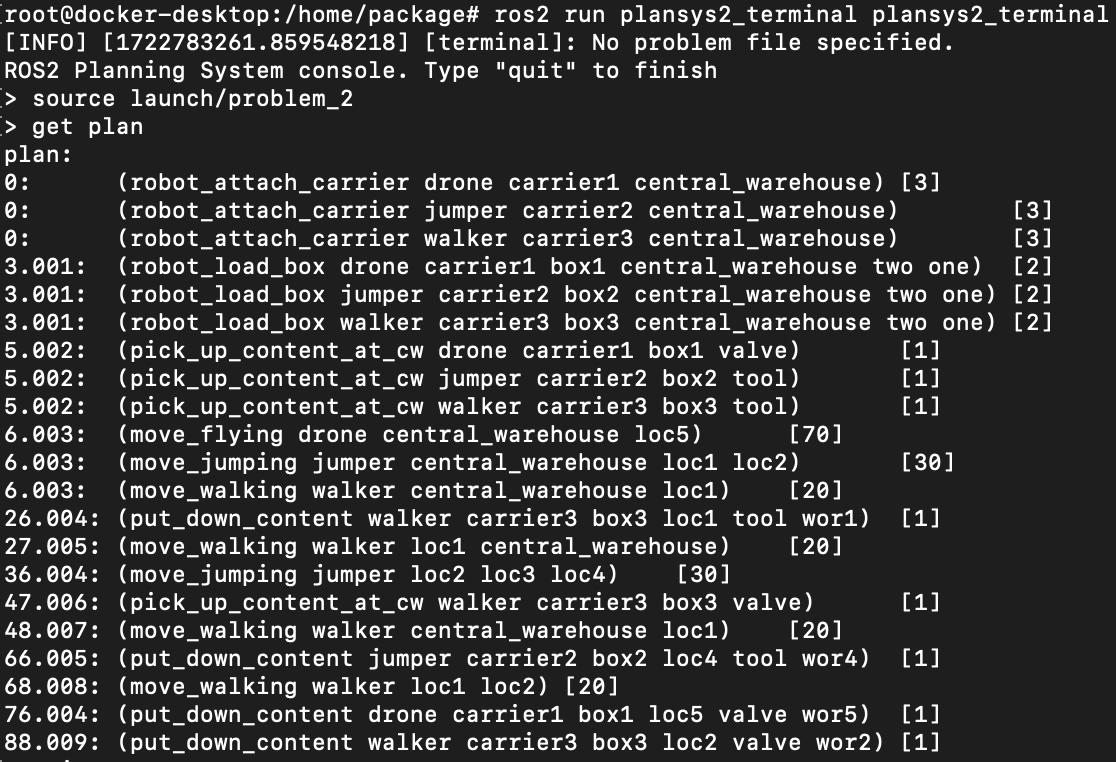 root@docker-desktop:/home/package# ros2 run plansys2_terminal plansys2_terminal
[INFO] [1722783261.859548218] [terminal]: No problem file specified.
ROS2 Planning System console. Type "quit" to finish
> source launch/problem_2
> get plan
plan:
0:	(robot_attach_carrier drone carrier1 central_warehouse)	[3]
0:	(robot_attach_carrier jumper carrier2 central_warehouse)	[3]
0:	(robot_attach_carrier walker carrier3 central_warehouse)	[3]
3.001:	(robot_load_box drone carrier1 box1 central_warehouse two one)	[2]
3.001:	(robot_load_box jumper carrier2 box2 central_warehouse two one)	[2]
3.001:	(robot_load_box walker carrier3 box3 central_warehouse two one)	[2]
5.002:	(pick_up_content_at_cw drone carrier1 box1 valve)	[1]
5.002:	(pick_up_content_at_cw jumper carrier2 box2 tool)	[1]
5.002:	(pick_up_content_at_cw walker carrier3 box3 tool)	[1]
6.003:	(move_flying drone central_warehouse loc5)	[70]
6.003:	(move_jumping jumper central_warehouse loc1 loc2)	[30]
6.003:	(move_walking walker central_warehouse loc1)	[20]
26.004:	(put_down_content walker carrier3 box3 loc1 tool wor1)	[1]
27.005:	(move_walking walker loc1 central_warehouse)	[20]
36.004:	(move_jumping jumper loc2 loc3 loc4)	[30]
47.006:	(pick_up_content_at_cw walker carrier3 box3 valve)	[1]
48.007:	(move_walking walker central_warehouse loc1)	[20]
66.005:	(put_down_content jumper carrier2 box2 loc4 tool wor4)	[1]
68.008:	(move_walking walker loc1 loc2)	[20]
76.004:	(put_down_content drone carrier1 box1 loc5 valve wor5)	[1]
88.009:	(put_down_content walker carrier3 box3 loc2 valve wor2)	[1]